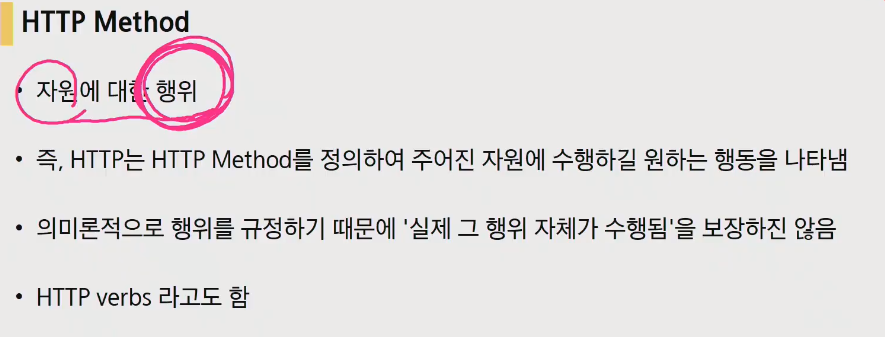 HTTP Method
• 자원에 대한 행위
• 즉, HTTP는 HTTP Method를 정의하여 주어진 자원에 수행하길 원하는 행동을 나타냄
• 의미론적으로 행위를 규정하기 때문에 '실제 그 행위 자체가 수행됨'을 보장하진 않음
• HTTP verbs 라고도 함